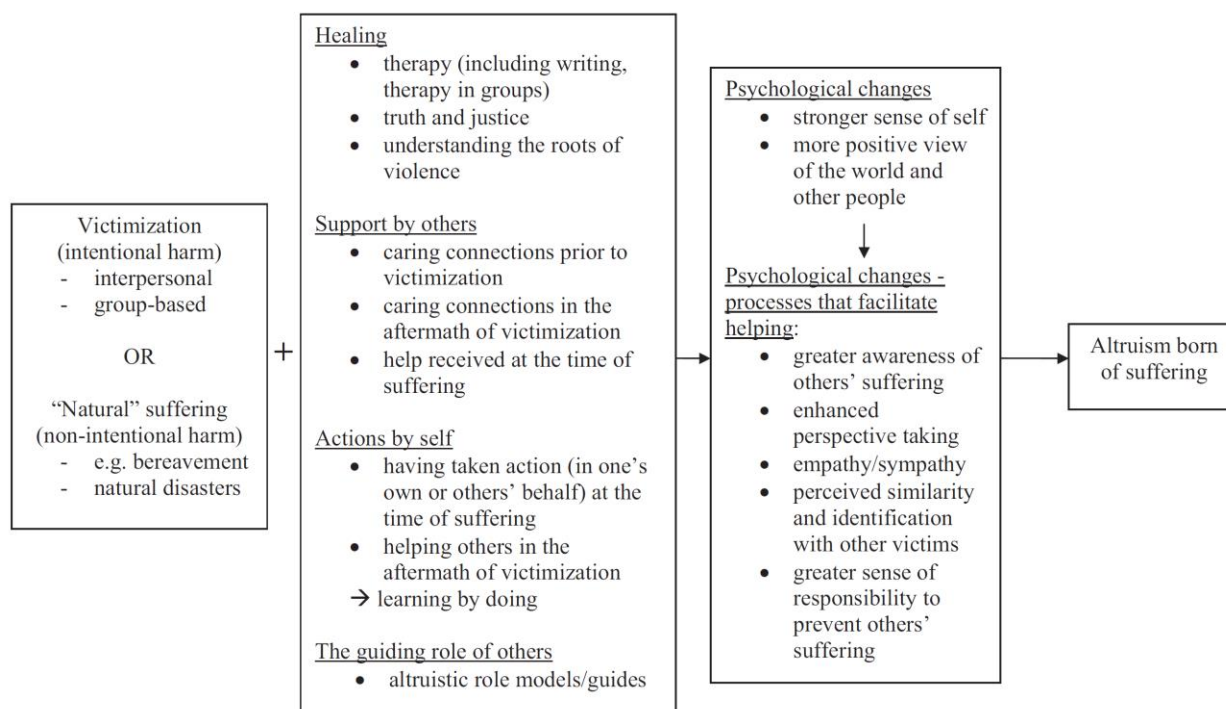 Victimization
(intentional harm)
- interpersonal
- group-based
OR
“Natural” suffering
(non-intentional harm)
- e.g. bereavement
- natural disasters
+
Healing
• therapy (including writing,
therapy in groups)
• truth and justice
• understanding the roots of
violence
Support by others
• caring connections prior to
victimization
• caring connections in the
aftermath of victimization
• help received at the time of
suffering
Actions by self
• having taken action (in one’s
own or others’ behalf) at the
time of suffering
• helping others in the
aftermath of victimization
→ learning by doing
The guiding role of others
• altruistic role models/guides
Psychological changes
• stronger sense of self
• more positive view
of the world and
other people
Psychological changes -
processes that facilitate
helping:
• greater awareness of
others’ suffering
• enhanced
perspective taking
• empathy/sympathy
• perceived similarity
and identification
with other victims
• greater sense of
responsibility to
prevent others’
suffering
Altruism born
of suffering